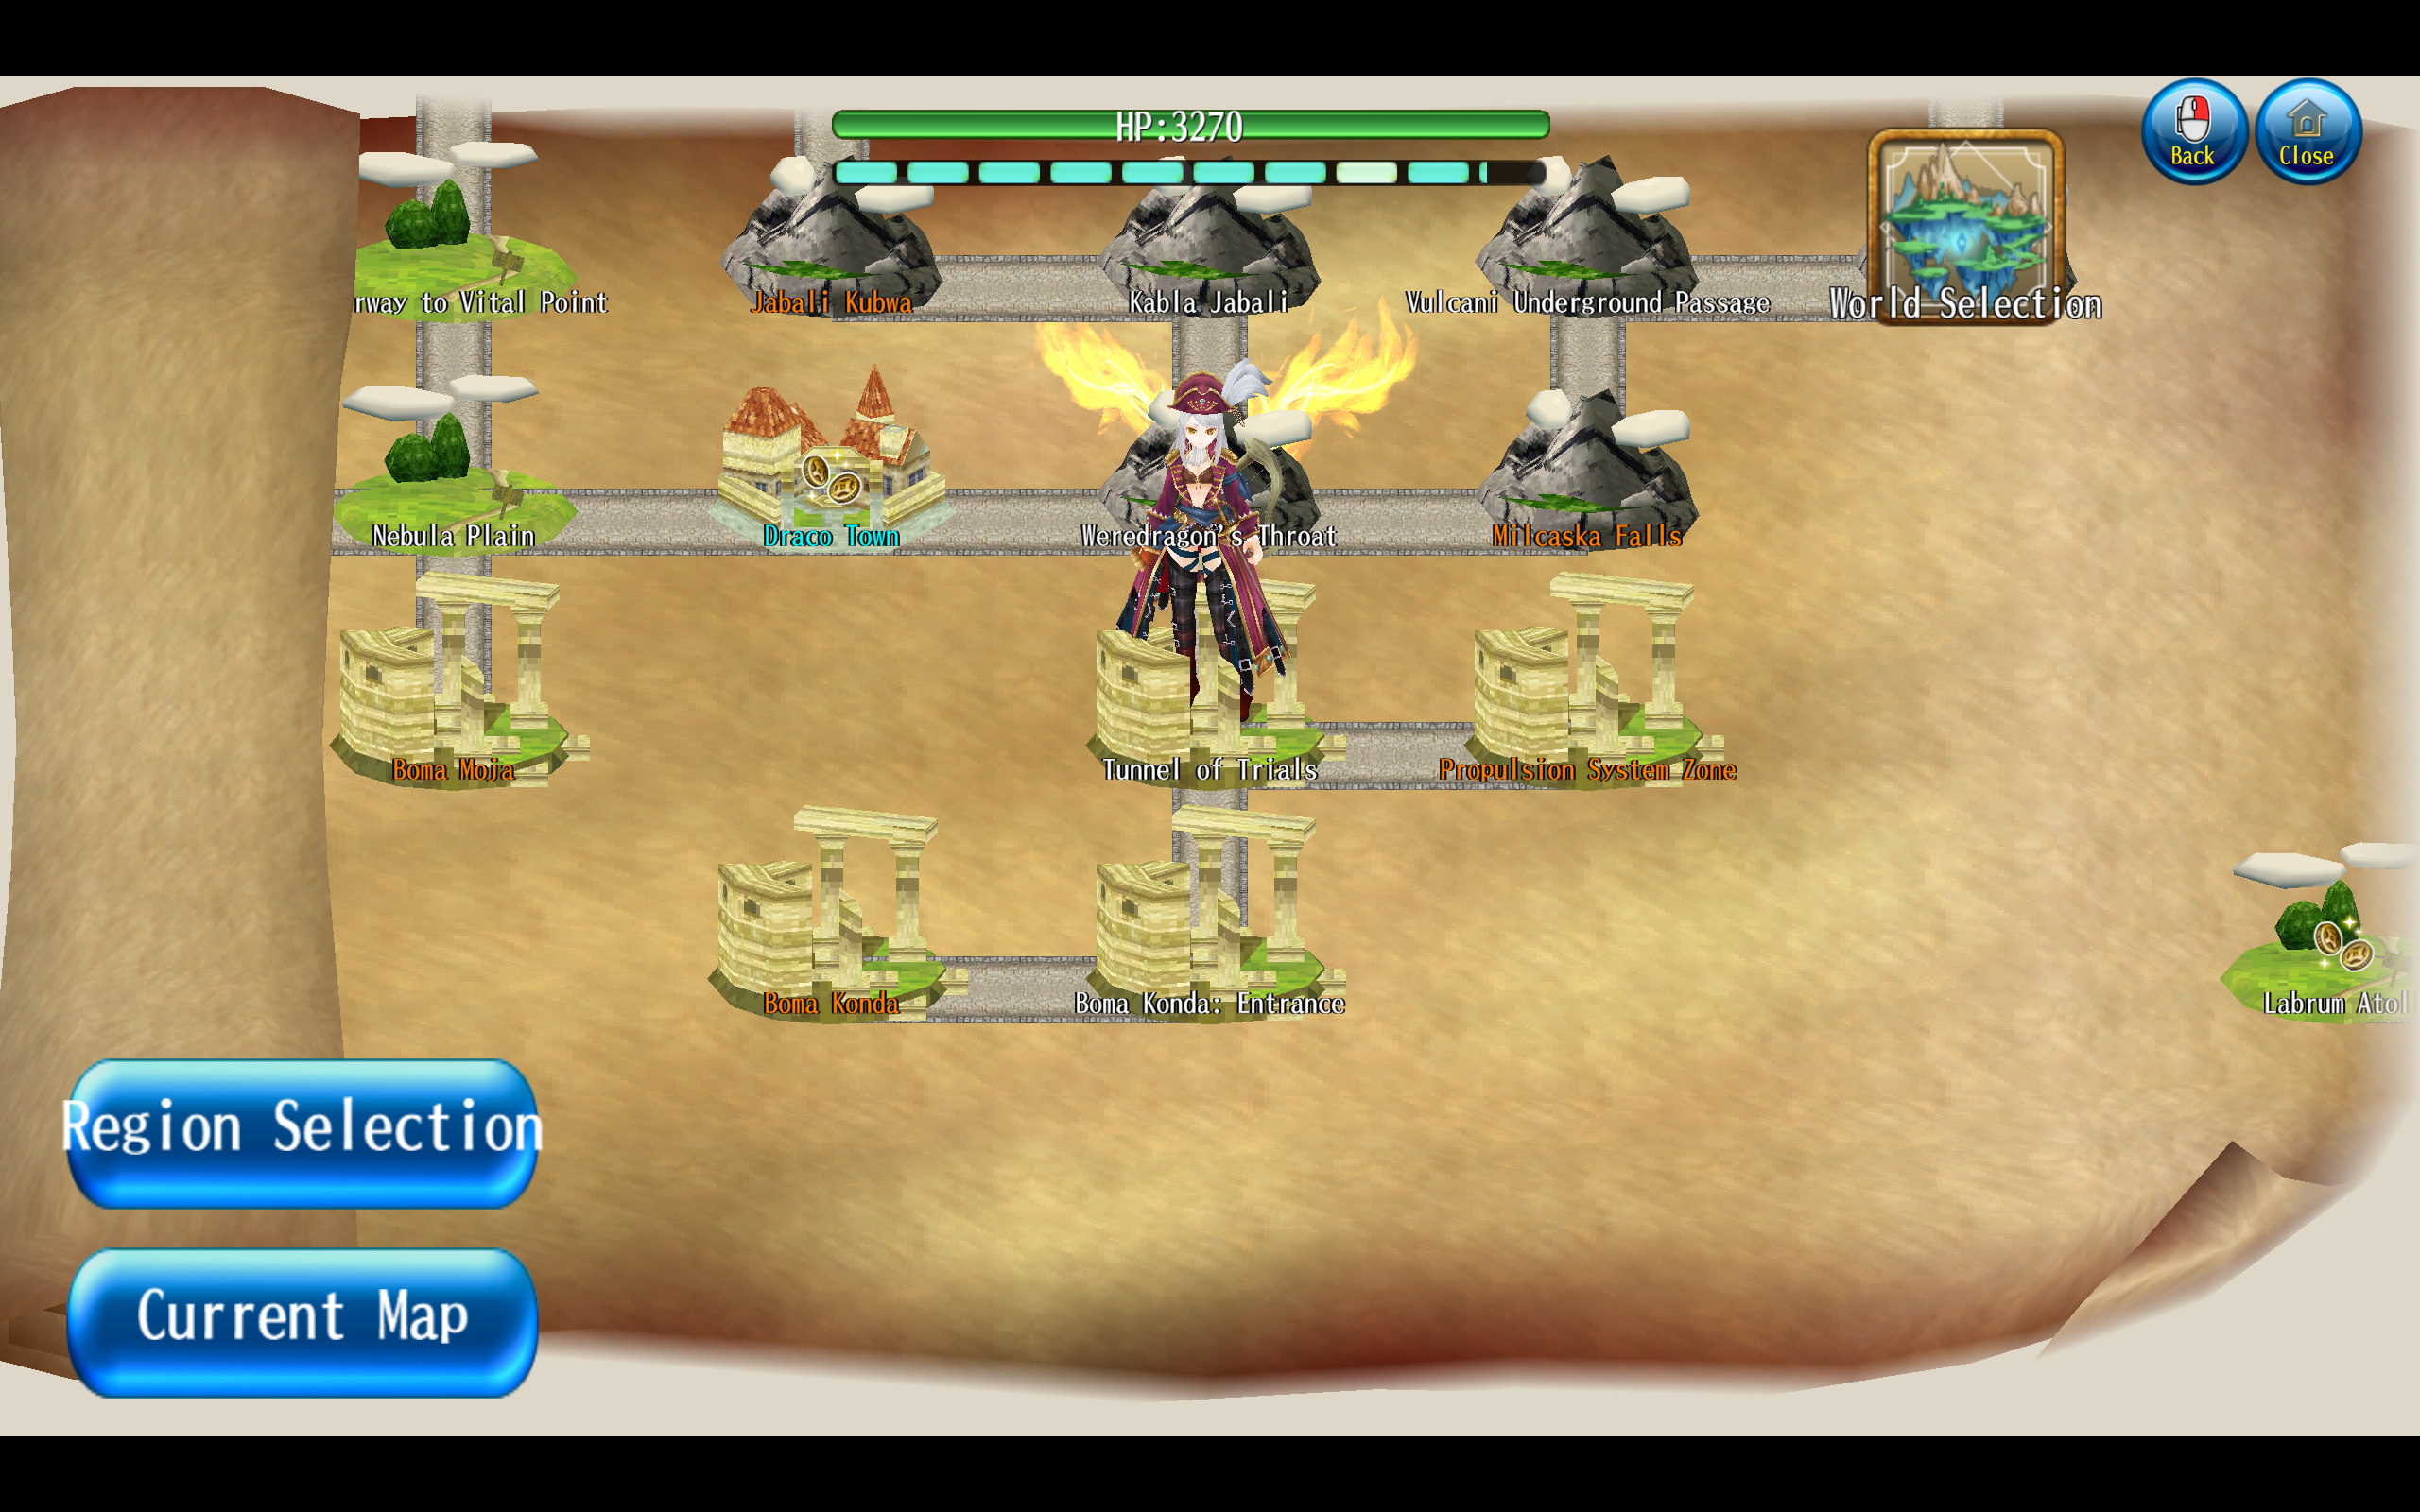 HP:3270
Back
Close
rway to Vital Point
Jabali Kubwa
Kabla Jabali
Vulcani Underground Passage
World Selection
Nebula Plain
Draco Town
Weredragon's Throat
Milcaska Falls
Boma Moja
Tunnel of Trials
Propulsion System Zone
Boma Konda
Boma Konda: Entrance
Labrum Atol
Region Selection
Current Map